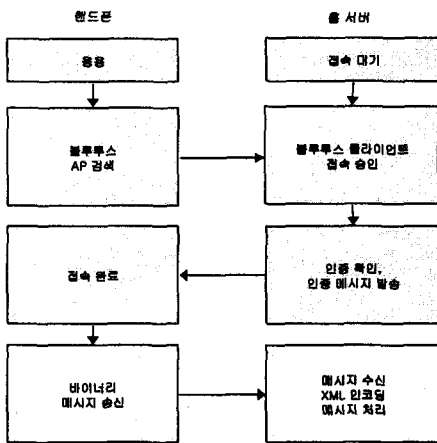 핸드폰
홈 서버
응용
접속 대기
블루투스
AP 검색
블루투스 클라이언트
접속 승인
접속 완료
인증 확인,
인증 메시지 발송
바이너리
메시지 송신
메시지 수신
XML 인코딩
메시지 처리